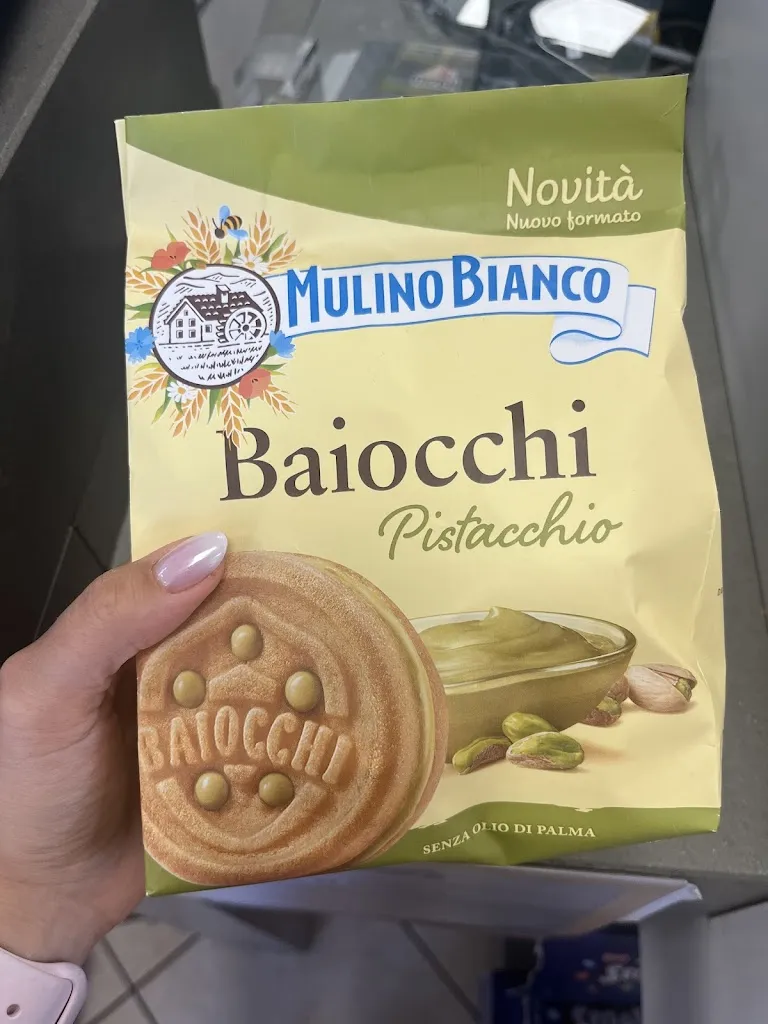 Novità
Nuovo formato
MULINO BIANCO
Baiocchi
Pistacchio
BAIOCCHI
SENZA OLIO DI PALMA